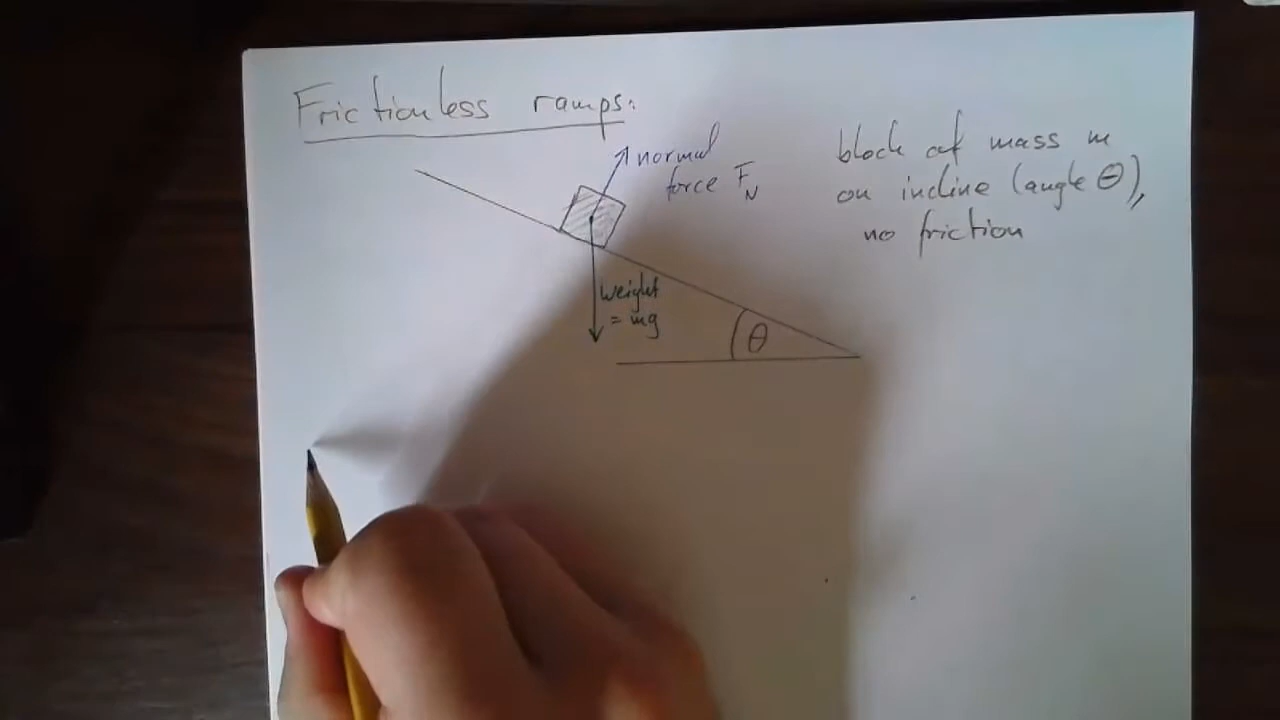 Frictionless ramps:
normal
force F_N
block of mass m
on incline (angle θ),
no friction
weight
= mg
θ